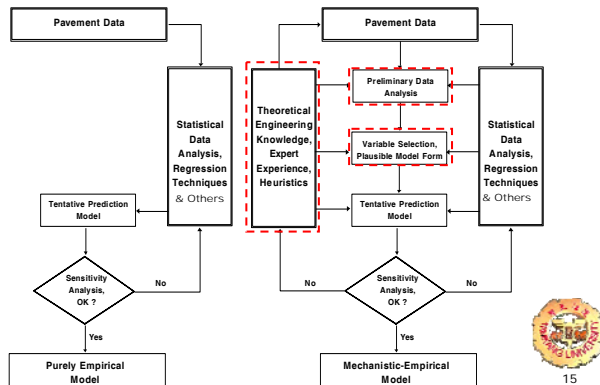 Pavement Data
Statistical
Data
Analysis,
Regression
Techniques
& Others
Tentative Prediction
Model
Sensitivity
Analysis,
OK ?
No
Yes
Purely Empirical
Model
Pavement Data
Preliminary Data
Analysis
Theoretical
Engineering
Knowledge,
Expert
Experience,
Heuristics
Variable Selection,
Plausible Model Form
Statistical
Data
Analysis,
Regression
Techniques
& Others
Tentative Prediction
Model
No
Sensitivity
Analysis,
OK ?
No
Yes
Mechanistic-Empirical
Model
TAMKANG UNIVERSITY
15